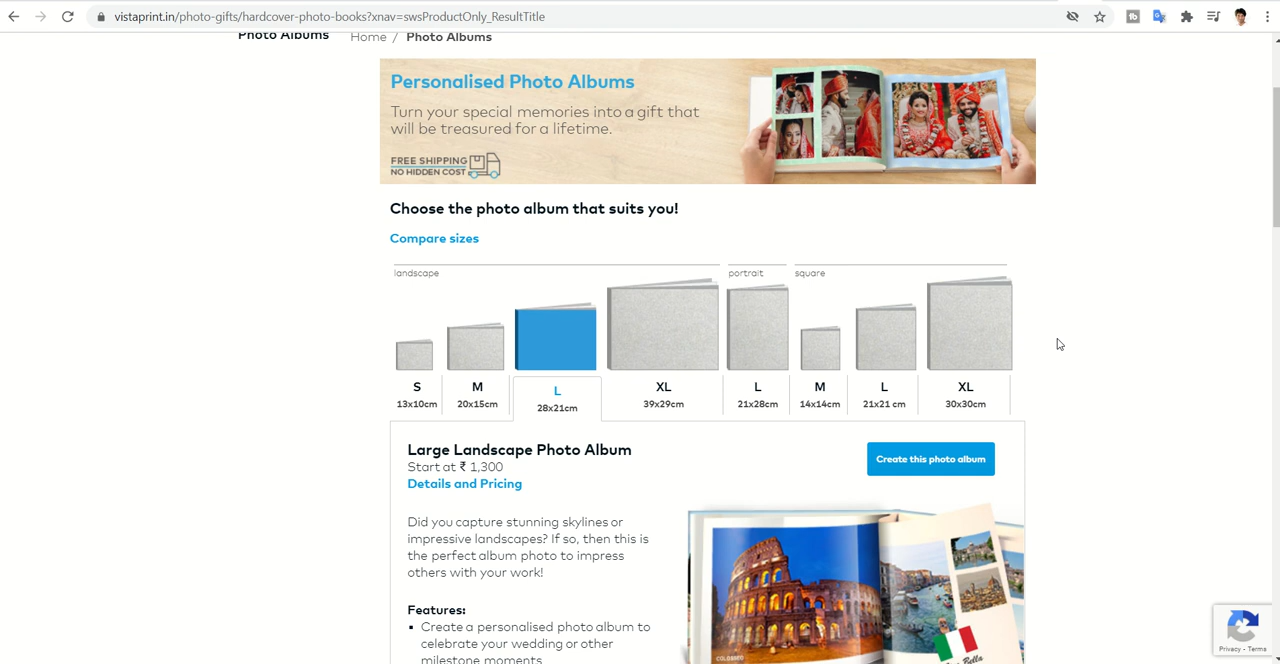 vistaprint.in/photo-gifts/hardcover-photo-books?xnav=swsProductOnly_ResultTitle
Photo Albums
Home / Photo Albums
Personalised Photo Albums
Turn your special memories into a gift that
will be treasured for a lifetime.
FREE SHIPPING
NO HIDDEN COST
Choose the photo album that suits you!
Compare sizes
landscape portrait square
S M L XL L M L XL
13x10cm 20x15cm 28x21cm 39x29cm 21x28cm 14x14cm 21x21 cm 30x30cm
Large Landscape Photo Album
Create this photo album
Start at ₹ 1,300
Details and Pricing
Did you capture stunning skylines or
impressive landscapes? If so, then this is
the perfect album photo to impress
others with your work!
Features:
▪ Create a personalised photo album to
celebrate your wedding or other
milestone moments
COLOSSEO
Bella
Privacy - Terms